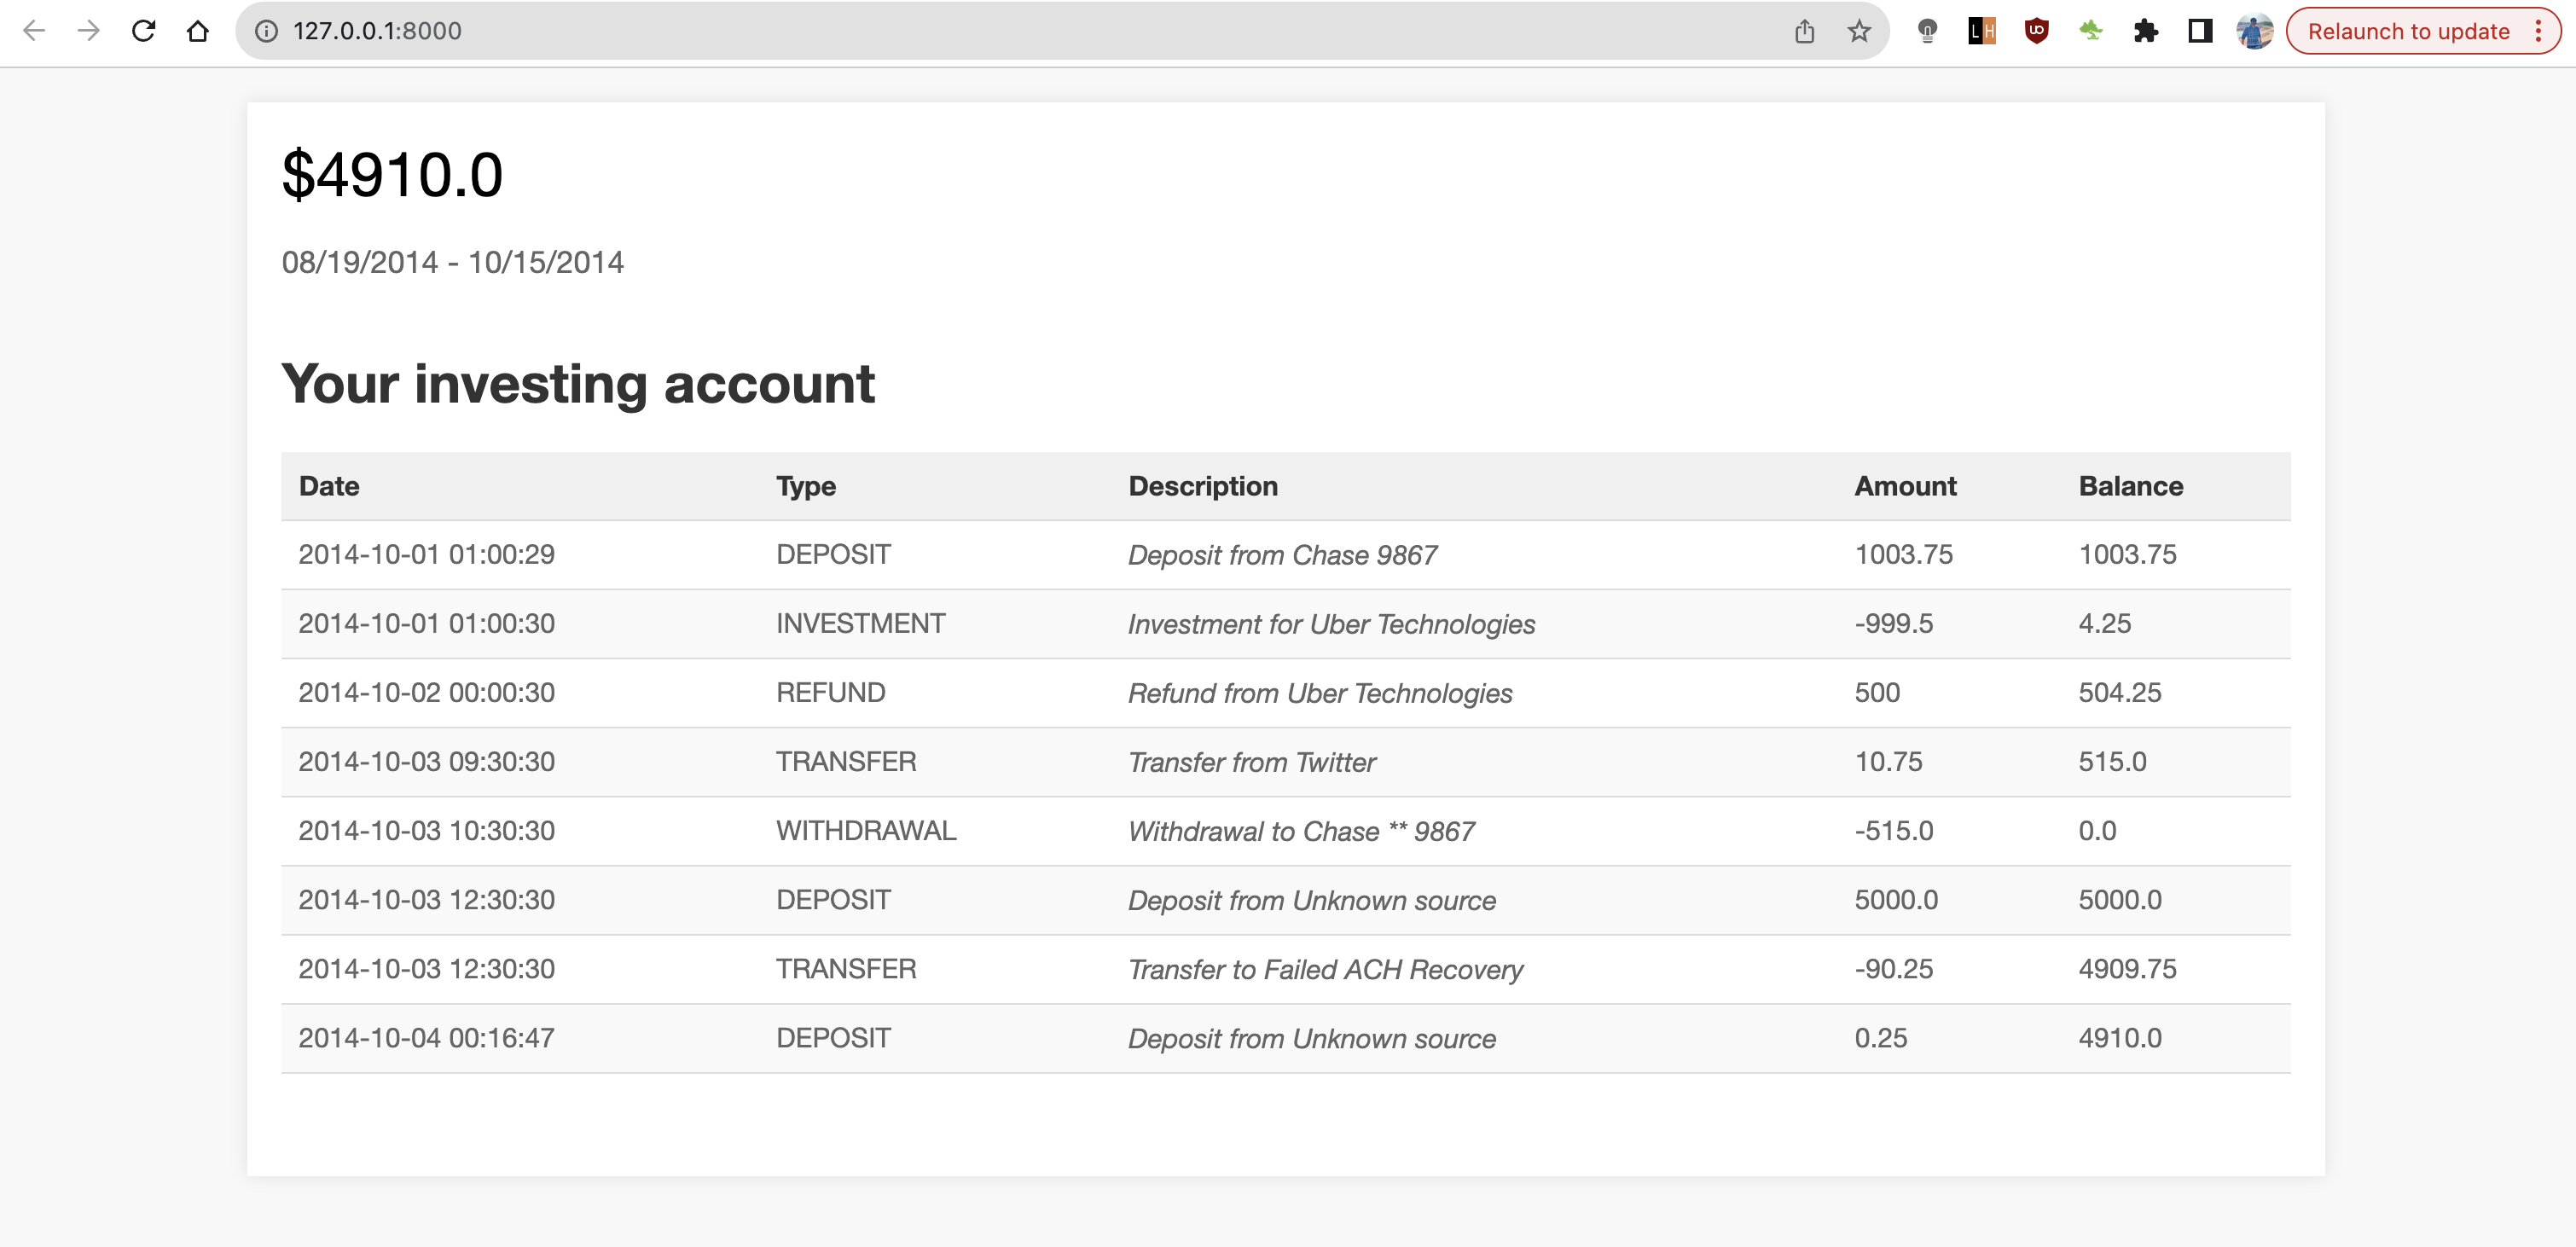 127.0.0.1:8000
LH
Relaunch to update
$4910.0
08/19/2014 - 10/15/2014
Your investing account
Date Type Description Amount Balance
2014-10-01 01:00:29 DEPOSIT Deposit from Chase 9867 1003.75 1003.75
2014-10-01 01:00:30 INVESTMENT Investment for Uber Technologies -999.5 4.25
2014-10-02 00:00:30 REFUND Refund from Uber Technologies 500 504.25
2014-10-03 09:30:30 TRANSFER Transfer from Twitter 10.75 515.0
2014-10-03 10:30:30 WITHDRAWAL Withdrawal to Chase ** 9867 -515.0 0.0
2014-10-03 12:30:30 DEPOSIT Deposit from Unknown source 5000.0 5000.0
2014-10-03 12:30:30 TRANSFER Transfer to Failed ACH Recovery -90.25 4909.75
2014-10-04 00:16:47 DEPOSIT Deposit from Unknown source 0.25 4910.0